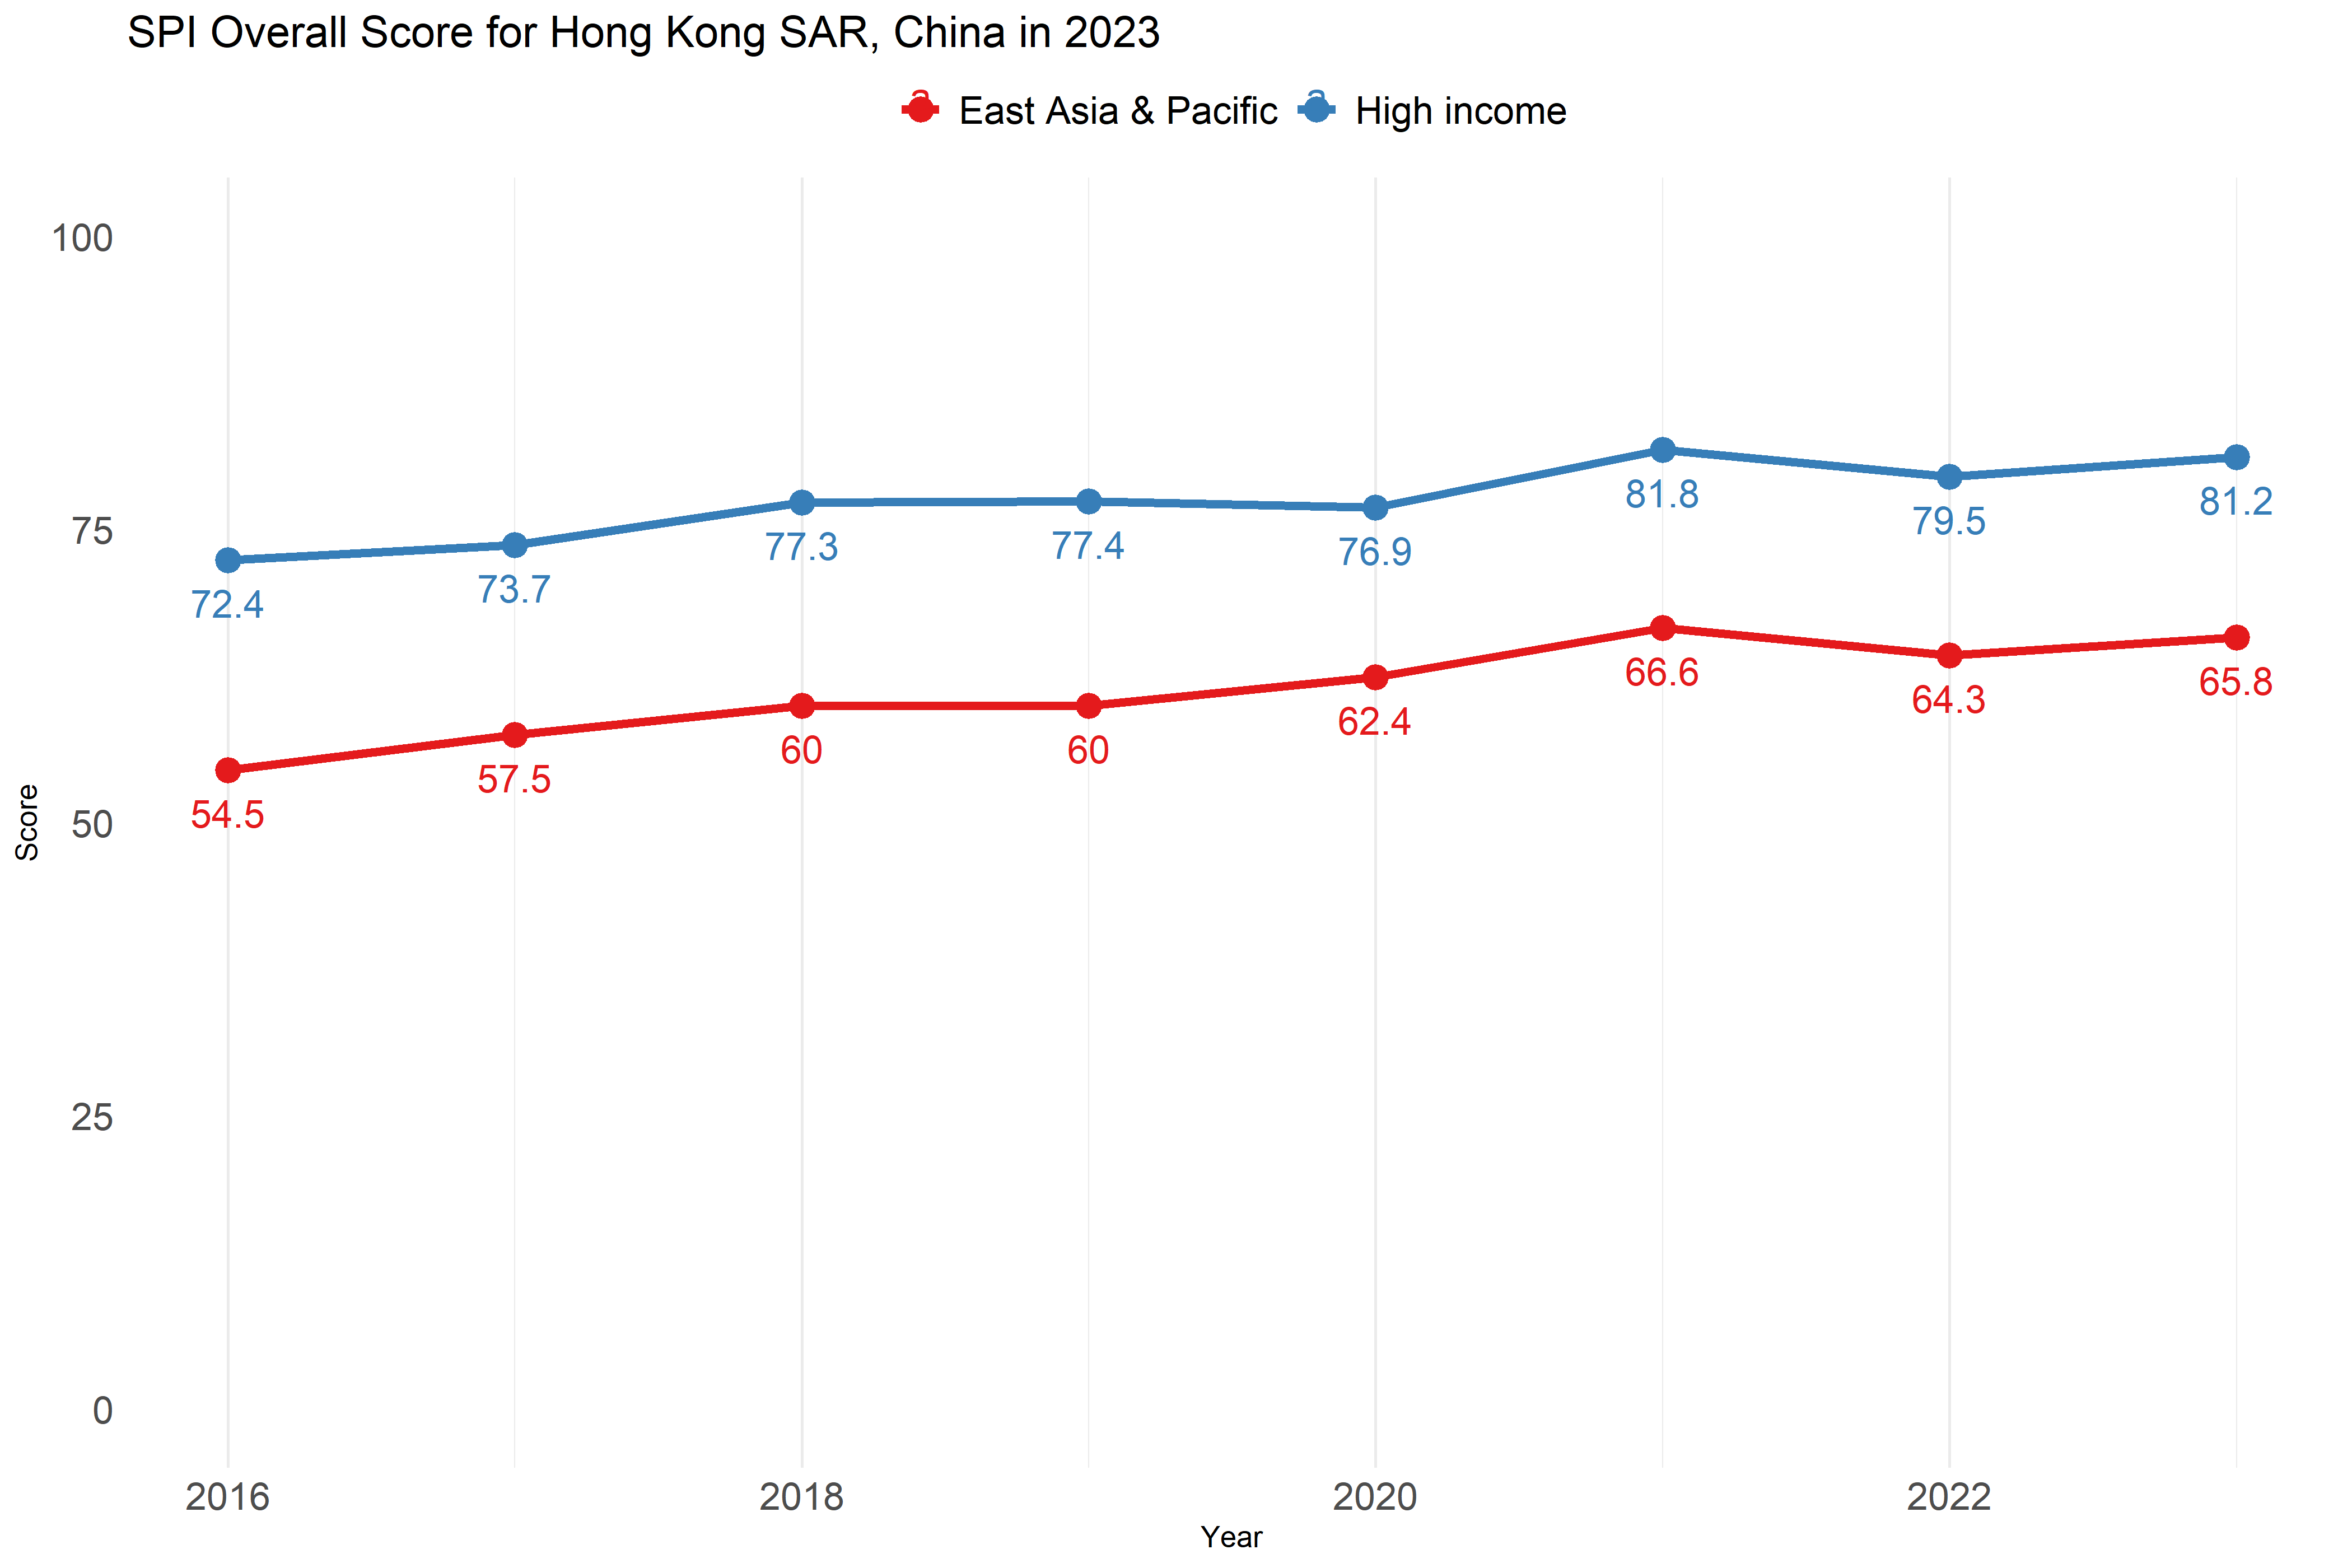 SPI Overall Score for Hong Kong SAR, China in 2023
East Asia & Pacific High income
100
75
50
25
0
Score
72.4 73.7 77.3 77.4 76.9 81.8 79.5 81.2
54.5 57.5 60 60 62.4 66.6 64.3 65.8
2016 2018 2020 2022
Year